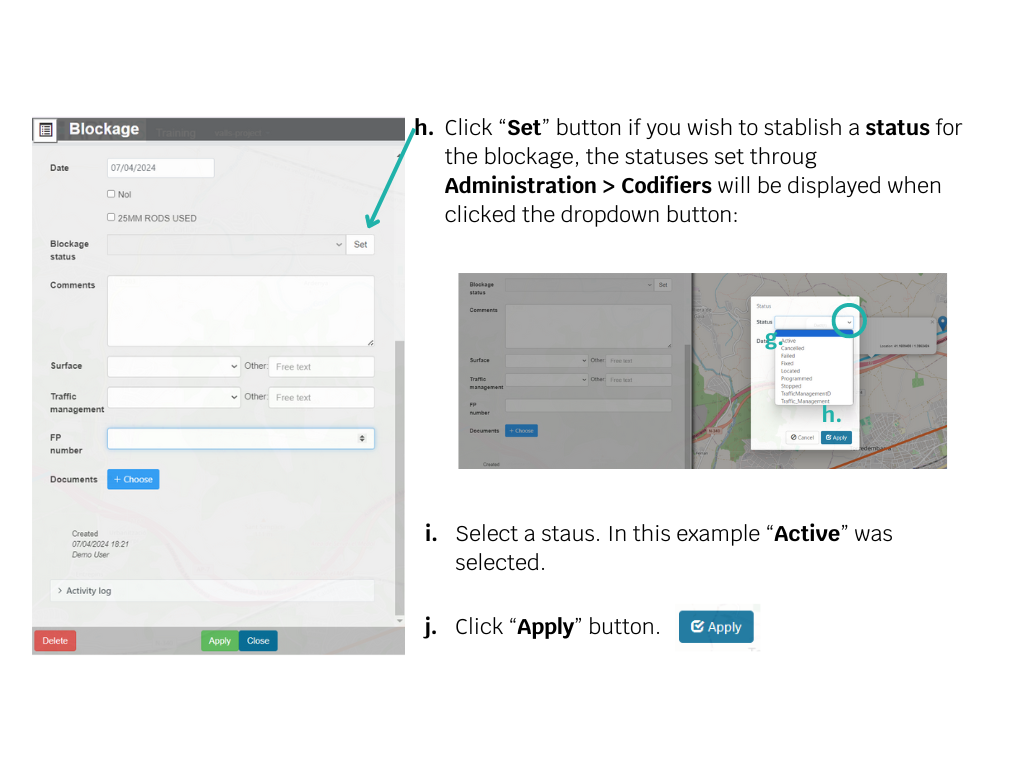 Blockage
Training
Date
07/04/2024
NoI
25MM RODS USED
Blockage
status
Set
Comments
Surface
Other:
Free text
Traffic
management
Other:
Free text
FP
number
Documents
+ Choose
Created
07/04/2024 18:21
Demo User
> Activity log
Delete
Apply
Close
h. Click “Set” button if you wish to stablish a status for
the blockage, the statuses set throug
Administration > Codifiers will be displayed when
clicked the dropdown button:
Blockage
status
Set
Comments
Surface
Other:
Free text
Traffic
management
Other:
Free text
FP
number
Documents
+ Choose
Created
Status
Status
g.
Date
Active
Cancelled
Failed
Fixed
Located
Programmed
Stopped
TrafficManagementD
Traffic_Management
h.
Cancel
Apply
i. Select a staus. In this example “Active” was
selected.
j. Click “Apply” button.
Apply